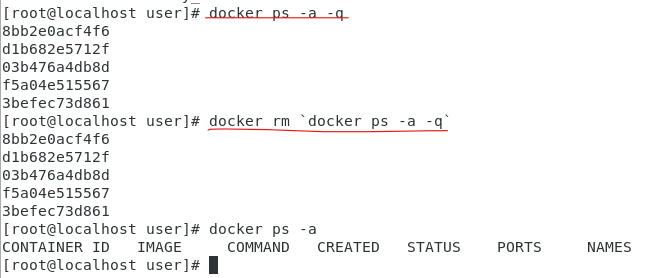 [root@localhost user]# docker ps -a -q
8bb2e0acf4f6
d1b682e5712f
03b476a4db8d
f5a04e515567
3befec73d861
[root@localhost user]# docker rm `docker ps -a -q`
8bb2e0acf4f6
d1b682e5712f
03b476a4db8d
f5a04e515567
3befec73d861
[root@localhost user]# docker ps -a
CONTAINER ID   IMAGE     COMMAND   CREATED   STATUS    PORTS     NAMES
[root@localhost user]#